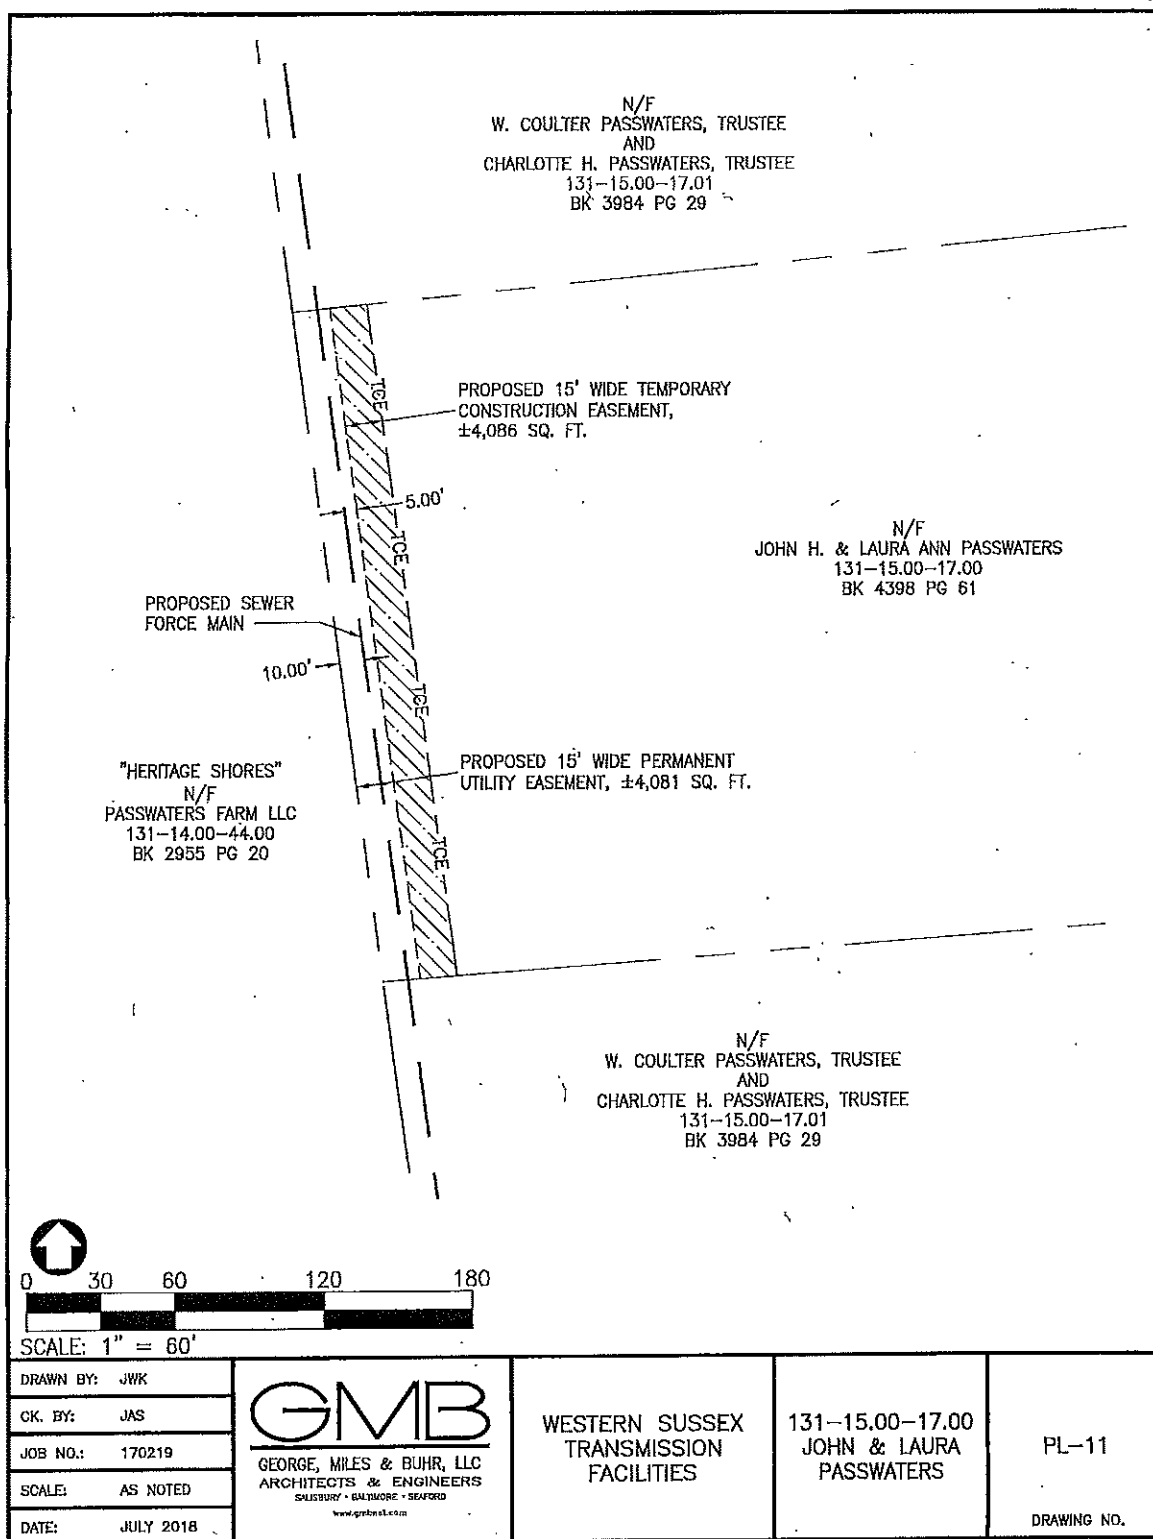 N/F
W. COULTER PASSWATERS, TRUSTEE
AND
CHARLOTTE H. PASSWATERS, TRUSTEE
131-15.00-17.01
BK 3984 PG 29
PROPOSED 15' WIDE TEMPORARY
CONSTRUCTION EASEMENT,
±4,086 SQ. FT.
TCE
5.00'
TCE
N/F
JOHN H. & LAURA ANN PASSWATERS
131-15.00-17.00
BK 4398 PG 61
PROPOSED SEWER
FORCE MAIN
10.00'
TCE
PROPOSED 15' WIDE PERMANENT
UTILITY EASEMENT, ±4,081 SQ. FT.
"HERITAGE SHORES"
N/F
PASSWATERS FARM LLC
131-14.00-44.00
BK 2955 PG 20
TCE
N/F
W. COULTER PASSWATERS, TRUSTEE
AND
CHARLOTTE H. PASSWATERS, TRUSTEE
131-15.00-17.01
BK 3984 PG 29
0 30 60 120 180
SCALE: 1" = 60'
DRAWN BY: JWK
CK. BY: JAS
JOB NO.: 170219
SCALE: AS NOTED
DATE: JULY 2018
GMB
GEORGE, MILES & BUHR, LLC
ARCHITECTS & ENGINEERS
SALISBURY · BALTIMORE · SEAFORD
WESTERN SUSSEX
TRANSMISSION
FACILITIES
131-15.00-17.00
JOHN & LAURA
PASSWATERS
PL-11
DRAWING NO.